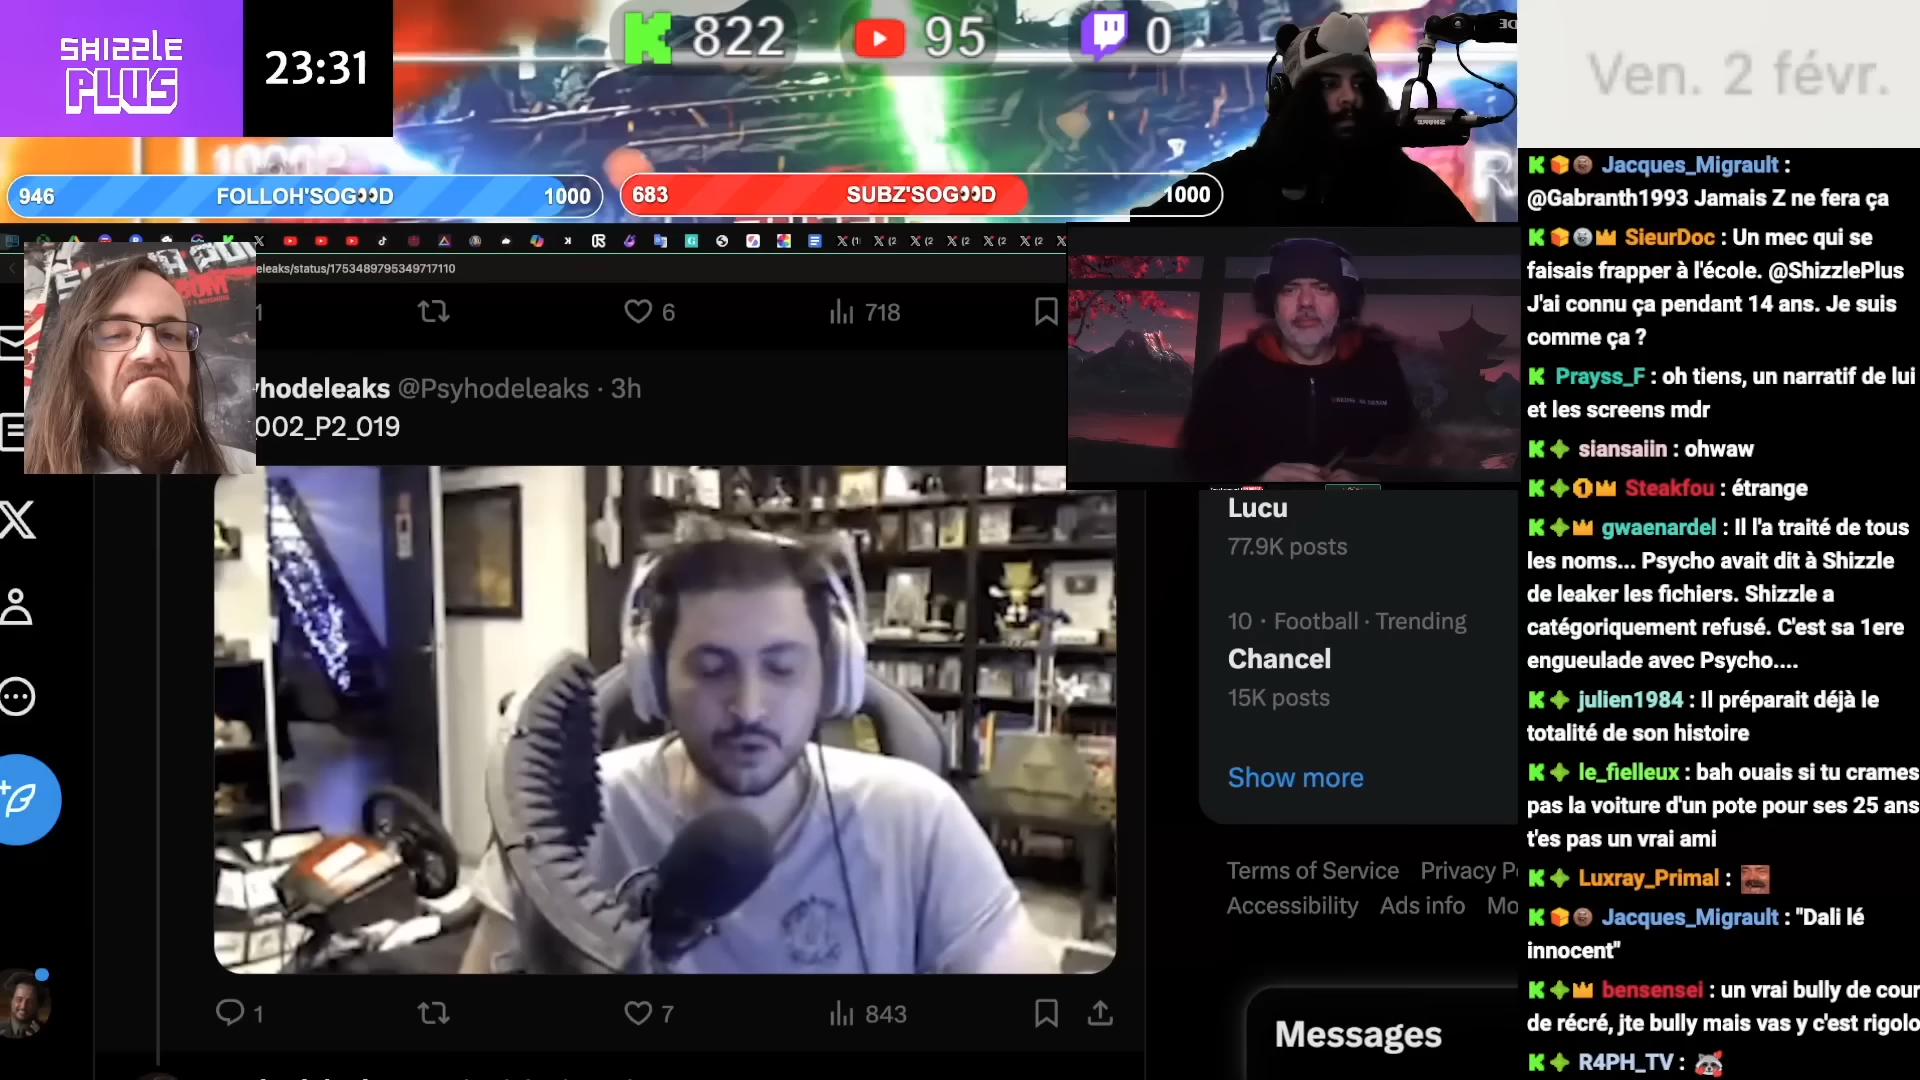 SHIZZLE
PLUS
23:31
822
95
0
Ven. 2 févr.
946
FOLLOH'SOG👀D
1000
683
SUBZ'SOG👀D
1000
eleaks/status/1753489795349717110
1
6
718
hodeleaks @Psyhodeleaks · 3h
002_P2_019
Lucu
77.9K posts
10 · Football · Trending
Chancel
15K posts
Show more
Terms of Service Privacy P
Accessibility Ads info Mo
1
7
843
Messages
Jacques_Migrault :
@Gabranth1993 Jamais Z ne fera ça
SieurDoc : Un mec qui se
faisais frapper à l'école. @ShizzlePlus
J'ai connu ça pendant 14 ans. Je suis
comme ça ?
Prayss_F : oh tiens, un narratif de lui
et les screens mdr
siansaiin : ohwaw
Steakfou : étrange
gwaenardel : Il l'a traité de tous
les noms... Psycho avait dit à Shizzle
de leaker les fichiers. Shizzle a
catégoriquement refusé. C'est sa 1ere
engueulade avec Psycho....
julien1984 : Il préparait déjà le
totalité de son histoire
le_fielleux : bah ouais si tu crames
pas la voiture d'un pote pour ses 25 ans
t'es pas un vrai ami
Luxray_Primal :
Jacques_Migrault : "Dali lé
innocent"
bensensei : un vrai bully de cour
de récré, jte bully mais vas y c'est rigolo
R4PH_TV :